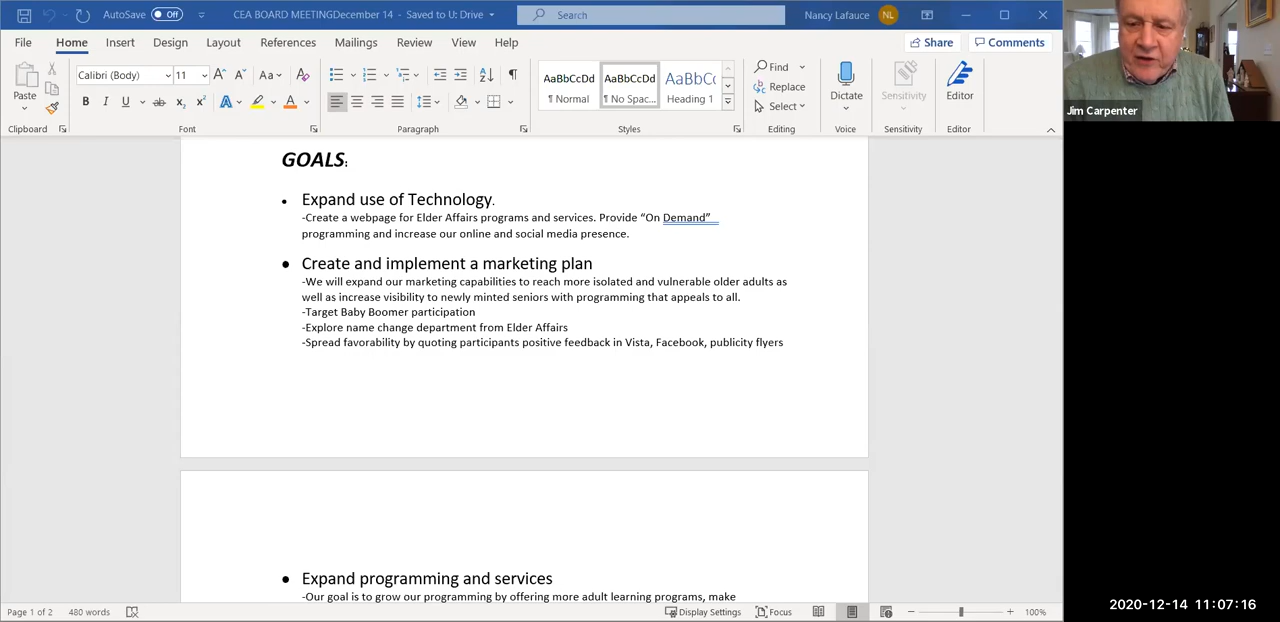 AutoSave Off CEA BOARD MEETINGDecember 14 - Saved to U: Drive Search Nancy Lafauce NL
File Home Insert Design Layout References Mailings Review View Help Share Comments
Calibri (Body) 11 A A Aa A
B I U ab x₂ x² A A
Paste
AaBbCcDd AaBbCcDd AaBbC
¶ Normal ¶ No Spac... Heading 1
Find
Replace
Select
Dictate Sensitivity Editor
Clipboard Font Paragraph Styles Editing Voice Sensitivity Editor
Jim Carpenter
GOALS:
• Expand use of Technology.
-Create a webpage for Elder Affairs programs and services. Provide “On Demand”
programming and increase our online and social media presence.
● Create and implement a marketing plan
-We will expand our marketing capabilities to reach more isolated and vulnerable older adults as
well as increase visibility to newly minted seniors with programming that appeals to all.
-Target Baby Boomer participation
-Explore name change department from Elder Affairs
-Spread favorability by quoting participants positive feedback in Vista, Facebook, publicity flyers
● Expand programming and services
-Our goal is to grow our programming by offering more adult learning programs, make
Page 1 of 2 480 words Display Settings Focus 100%
2020-12-14 11:07:16